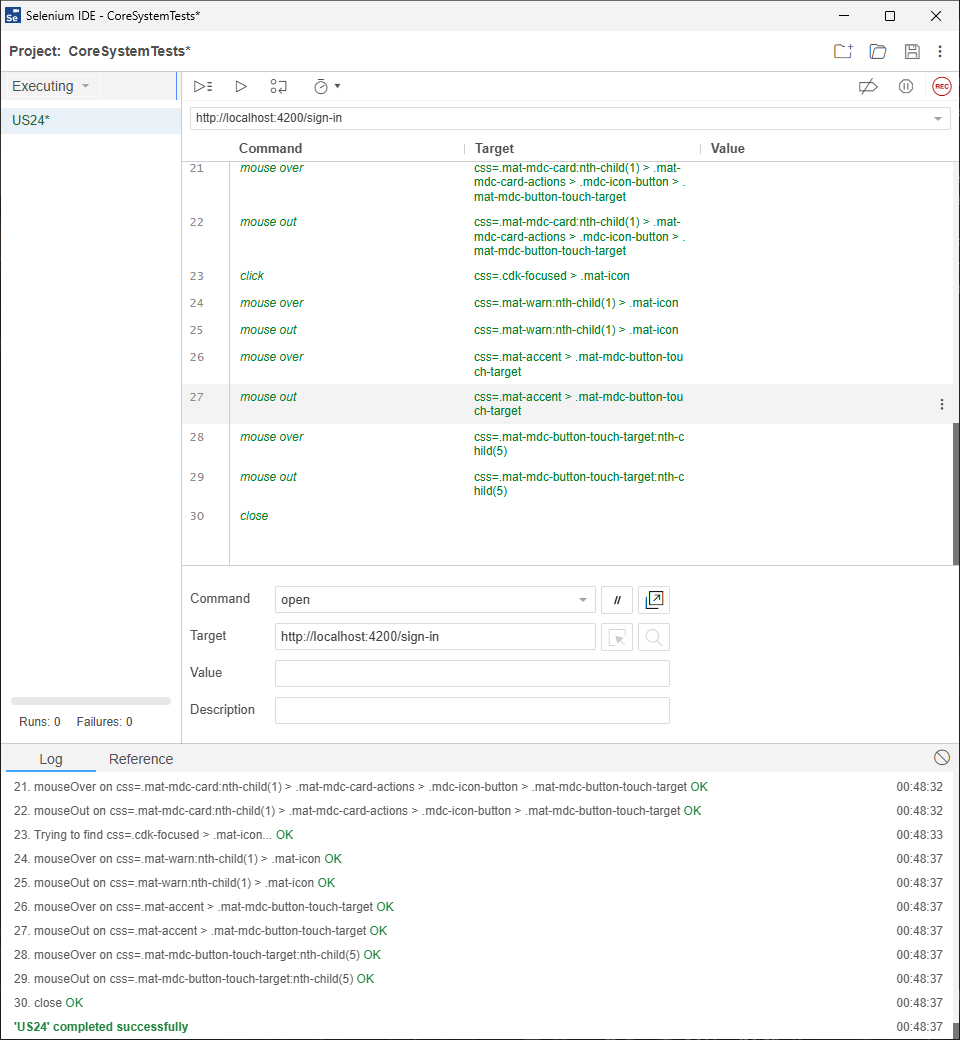 Se Selenium IDE - CoreSystemTests*
Project: CoreSystemTests*
Executing
US24*
REC
http://localhost:4200/sign-in
Command Target Value
21 mouse over css=.mat-mdc-card:nth-child(1) > .mat-
mdc-card-actions > .mdc-icon-button > .
mat-mdc-button-touch-target
22 mouse out css=.mat-mdc-card:nth-child(1) > .mat-
mdc-card-actions > .mdc-icon-button > .
mat-mdc-button-touch-target
23 click css=.cdk-focused > .mat-icon
24 mouse over css=.mat-warn:nth-child(1) > .mat-icon
25 mouse out css=.mat-warn:nth-child(1) > .mat-icon
26 mouse over css=.mat-accent > .mat-mdc-button-tou
ch-target
27 mouse out css=.mat-accent > .mat-mdc-button-tou
ch-target
28 mouse over css=.mat-mdc-button-touch-target:nth-c
hild(5)
29 mouse out css=.mat-mdc-button-touch-target:nth-c
hild(5)
30 close
Command open //
Target http://localhost:4200/sign-in
Value
Description
Runs: 0 Failures: 0
Log Reference
21. mouseOver on css=.mat-mdc-card:nth-child(1) > .mat-mdc-card-actions > .mdc-icon-button > .mat-mdc-button-touch-target OK 00:48:32
22. mouseOut on css=.mat-mdc-card:nth-child(1) > .mat-mdc-card-actions > .mdc-icon-button > .mat-mdc-button-touch-target OK 00:48:32
23. Trying to find css=.cdk-focused > .mat-icon... OK 00:48:33
24. mouseOver on css=.mat-warn:nth-child(1) > .mat-icon OK 00:48:37
25. mouseOut on css=.mat-warn:nth-child(1) > .mat-icon OK 00:48:37
26. mouseOver on css=.mat-accent > .mat-mdc-button-touch-target OK 00:48:37
27. mouseOut on css=.mat-accent > .mat-mdc-button-touch-target OK 00:48:37
28. mouseOver on css=.mat-mdc-button-touch-target:nth-child(5) OK 00:48:37
29. mouseOut on css=.mat-mdc-button-touch-target:nth-child(5) OK 00:48:37
30. close OK 00:48:37
'US24' completed successfully 00:48:37